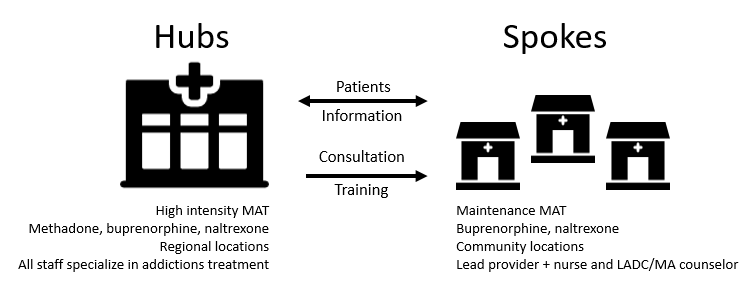 Hubs
Spokes
Patients
Information
Consultation
Training
High intensity MAT
Methadone, buprenorphine, naltrexone
Regional locations
All staff specialize in addictions treatment
Maintenance MAT
Buprenorphine, naltrexone
Community locations
Lead provider + nurse and LADC/MA counselor